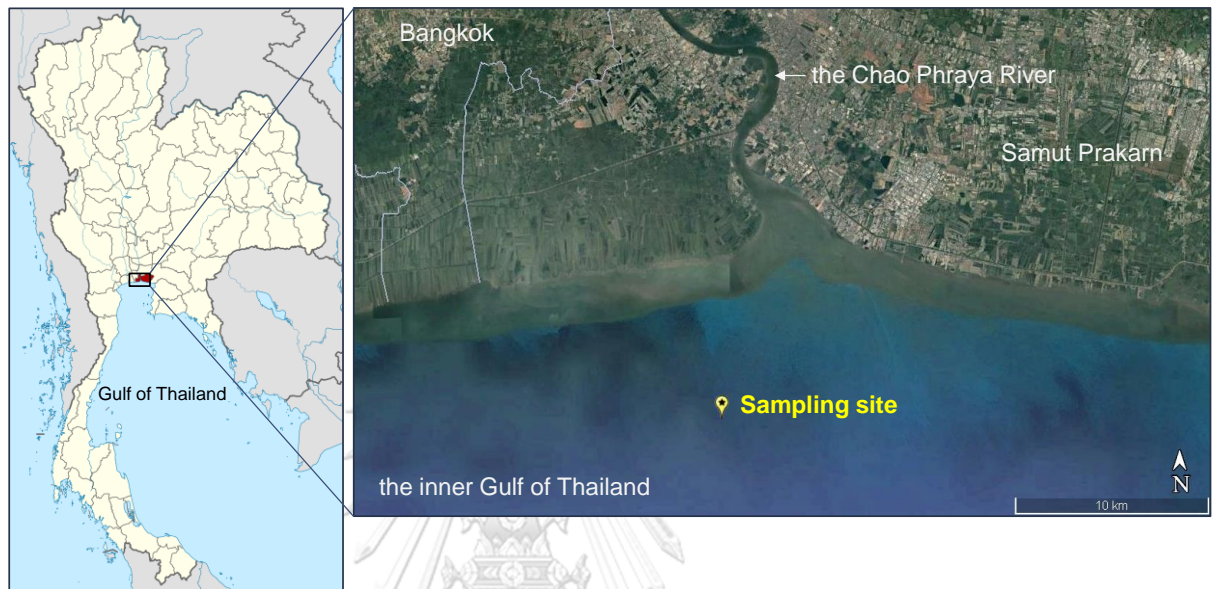 Gulf of Thailand
Bangkok
the Chao Phraya River
Samut Prakarn
Sampling site
the inner Gulf of Thailand
N
10 km